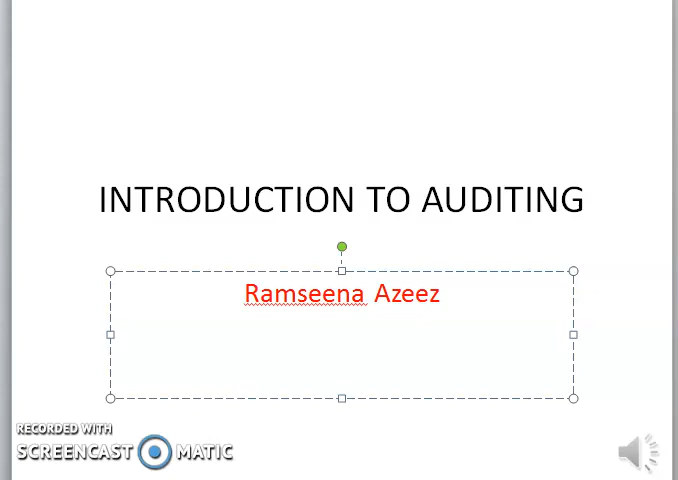 INTRODUCTION TO AUDITING
Ramseena Azeez
RECORDED WITH
SCREENCAST MATIC